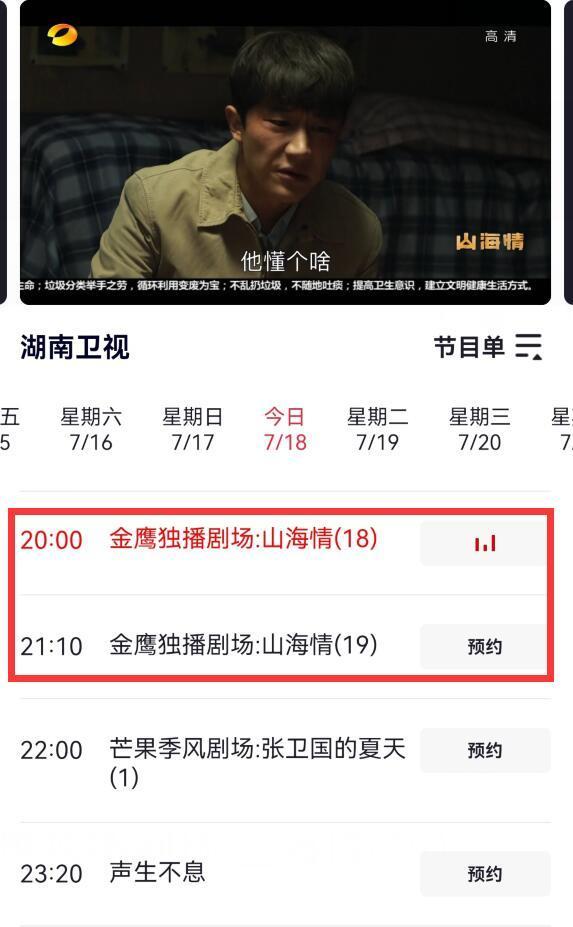 高清
山海情
他懂个啥
生命；垃圾分类举手之劳，循环利用变废为宝；不乱扔垃圾，不随地吐痰；提高卫生意识，建立文明健康生活方式。
湖南卫视
节目单
五 星期六 星期日 今日 星期二 星期三 星
5 7/16 7/17 7/18 7/19 7/20 7/
20:00 金鹰独播剧场:山海情(18)
21:10 金鹰独播剧场:山海情(19) 预约
22:00 芒果季风剧场:张卫国的夏天
(1) 预约
23:20 声生不息 预约